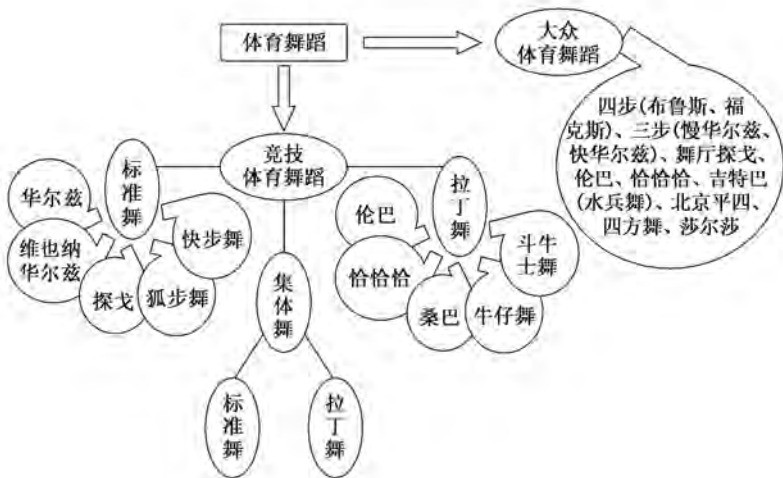 体育舞蹈
大众
体育舞蹈
四步(布鲁斯、福
克斯)、三步(慢华尔兹、
快华尔兹)、舞厅探戈、
伦巴、恰恰恰、吉特巴
(水兵舞)、北京平四、
四方舞、莎尔莎
竞技
体育舞蹈
标准舞
华尔兹
维也纳
华尔兹
探戈
狐步舞
快步舞
拉丁舞
伦巴
恰恰恰
桑巴
牛仔舞
斗牛
士舞
集体舞
标准舞
拉丁舞